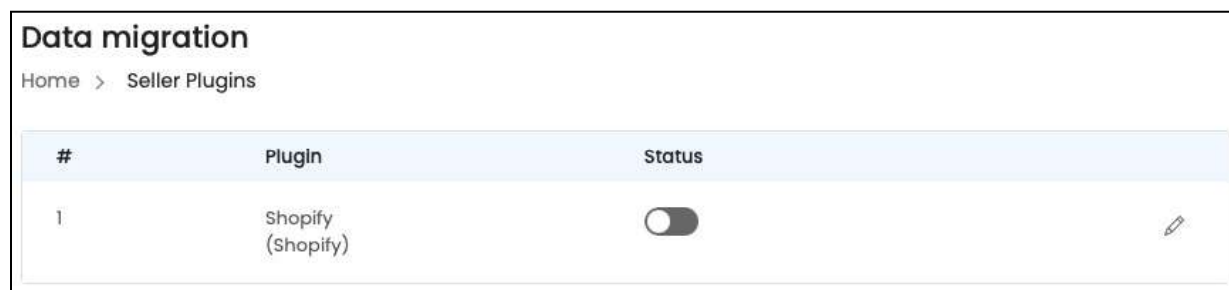 Data migration
Home > Seller Plugins
# Plugin Status
1 Shopify
(Shopify)